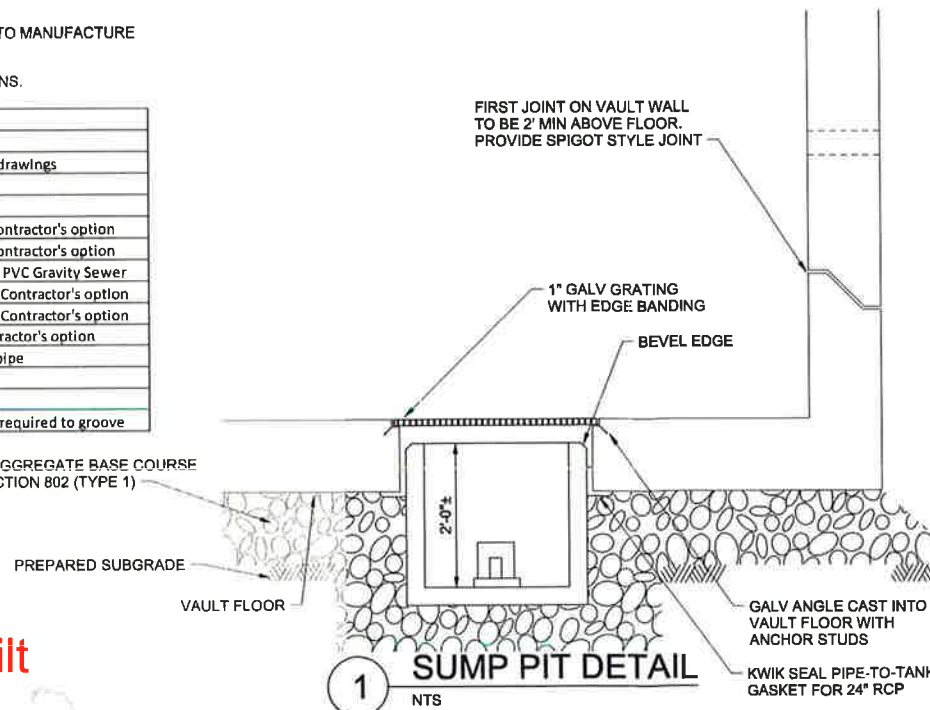 TO MANUFACTURE
NS.
drawings
ontractor's option
ontractor's option
PVC Gravity Sewer
Contractor's option
Contractor's option
ractor's option
pipe
required to groove
FIRST JOINT ON VAULT WALL
TO BE 2' MIN ABOVE FLOOR.
PROVIDE SPIGOT STYLE JOINT
1" GALV GRATING
WITH EDGE BANDING
BEVEL EDGE
GGREGATE BASE COURSE
CTION 802 (TYPE 1)
2'-0"±
PREPARED SUBGRADE
VAULT FLOOR
GALV ANGLE CAST INTO
VAULT FLOOR WITH
ANCHOR STUDS
KWIK SEAL PIPE-TO-TANK
GASKET FOR 24" RCP
ilt
1 SUMP PIT DETAIL
NTS